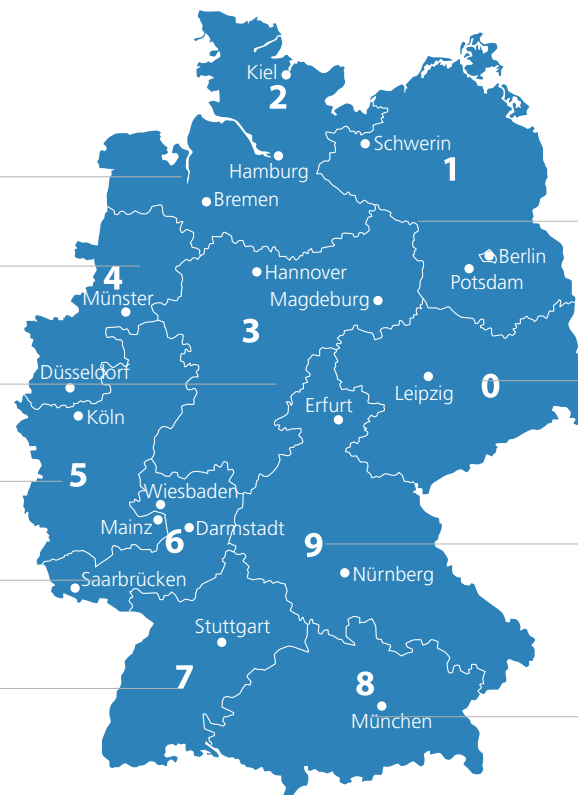 Kiel
2
Schwerin
Hamburg
1
Bremen
Berlin
Hannover
4
Potsdam
Münster
Magdeburg
3
Düsseldorf
0
Leipzig
Erfurt
Köln
5
Wiesbaden
Mainz
Darmstadt
6
9
Saarbrücken
Nürnberg
Stuttgart
7
8
München